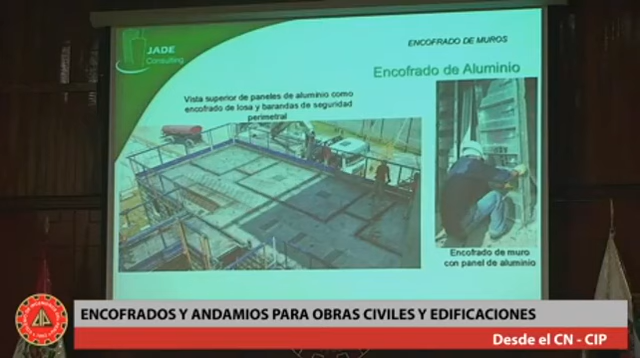 JADE
Consulting
ENCOFRADO DE MUROS
Encofrado de Aluminio
Vista superior de paneles de aluminio como
encofrado de losa y barandas de seguridad
perimetral
Encofrado de muro
con panel de aluminio
ENCOFRADOS Y ANDAMIOS PARA OBRAS CIVILES Y EDIFICACIONES
Desde el CN - CIP